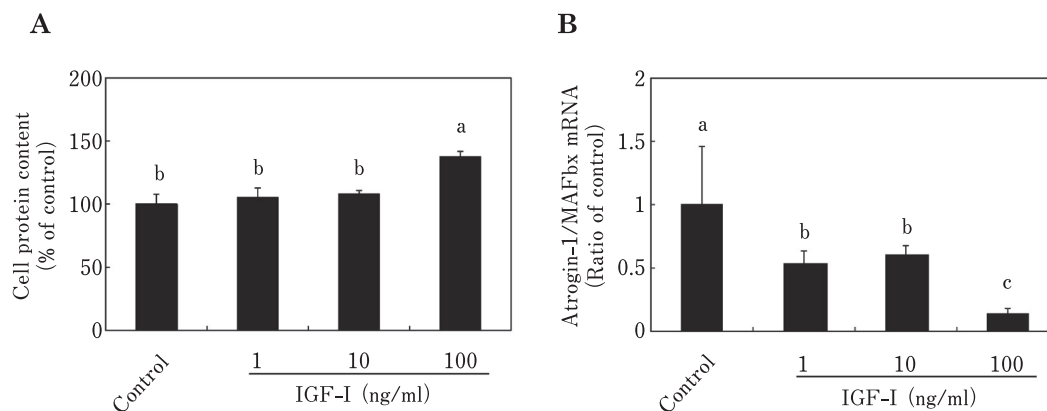 A
Cell protein content
(% of control)
200
150
100
50
0
b
b
b
a
Control
1
10
100
IGF-I (ng/ml)
B
Atrogin-1/MAFbx mRNA
(Ratio of control)
2
1.5
1
0.5
0
a
b
b
c
Control
1
10
100
IGF-I (ng/ml)